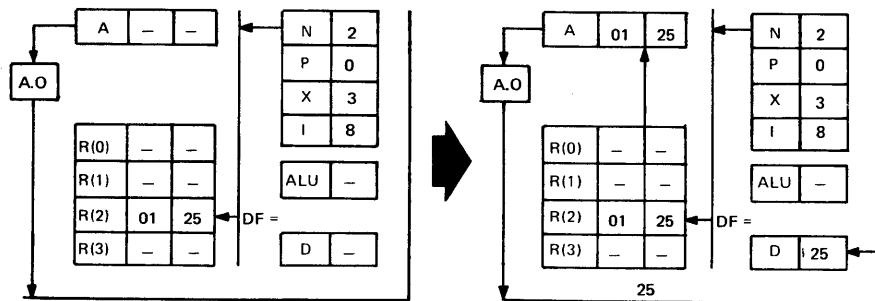 A – –
N 2
P 0
X 3
I 8
A.O
R(0) – –
R(1) – –
R(2) 01 25
R(3) – –
ALU –
DF =
D –
A 01 25
N 2
P 0
X 3
I 8
A.O
R(0) – –
R(1) – –
R(2) 01 25
R(3) – –
ALU –
DF =
D 25
25